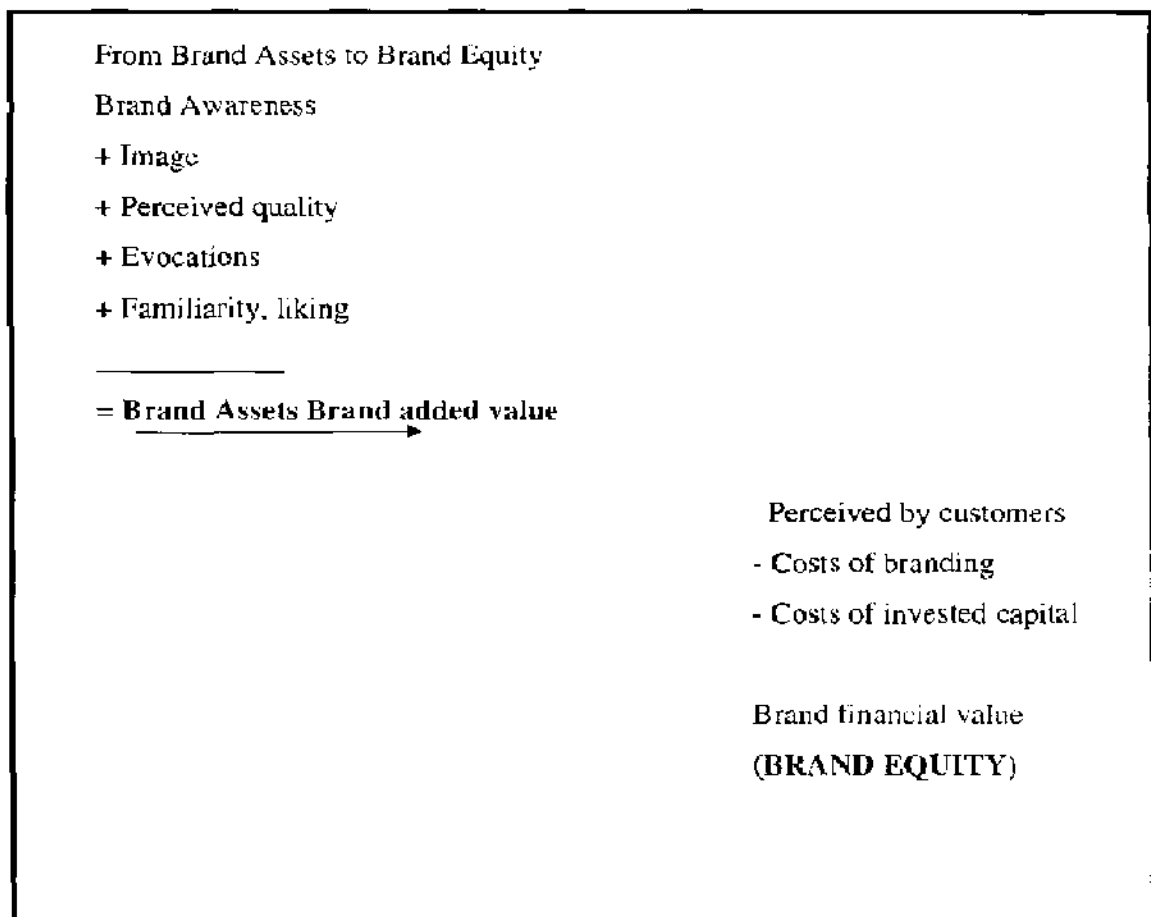 From Brand Assets to Brand Equity
Brand Awareness
+ Image
+ Perceived quality
+ Evocations
+ Familiarity, liking
= Brand Assets Brand added value
Perceived by customers
- Costs of branding
- Costs of invested capital
Brand financial value
(BRAND EQUITY)